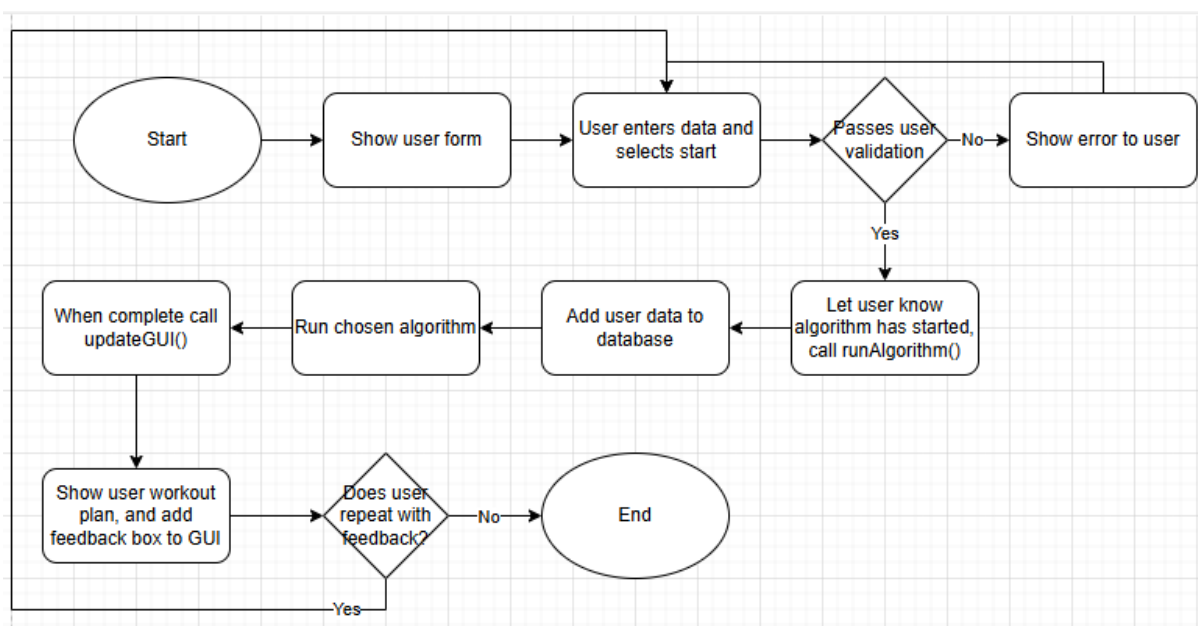 Start
Show user form
User enters data and
selects start
Passes user
validation
No
Show error to user
Yes
When complete call
updateGUI()
Run chosen algorithm
Add user data to
database
Let user know
algorithm has started,
call runAlgorithm()
Show user workout
plan, and add
feedback box to GUI
Does user
repeat with
feedback?
No
End
Yes